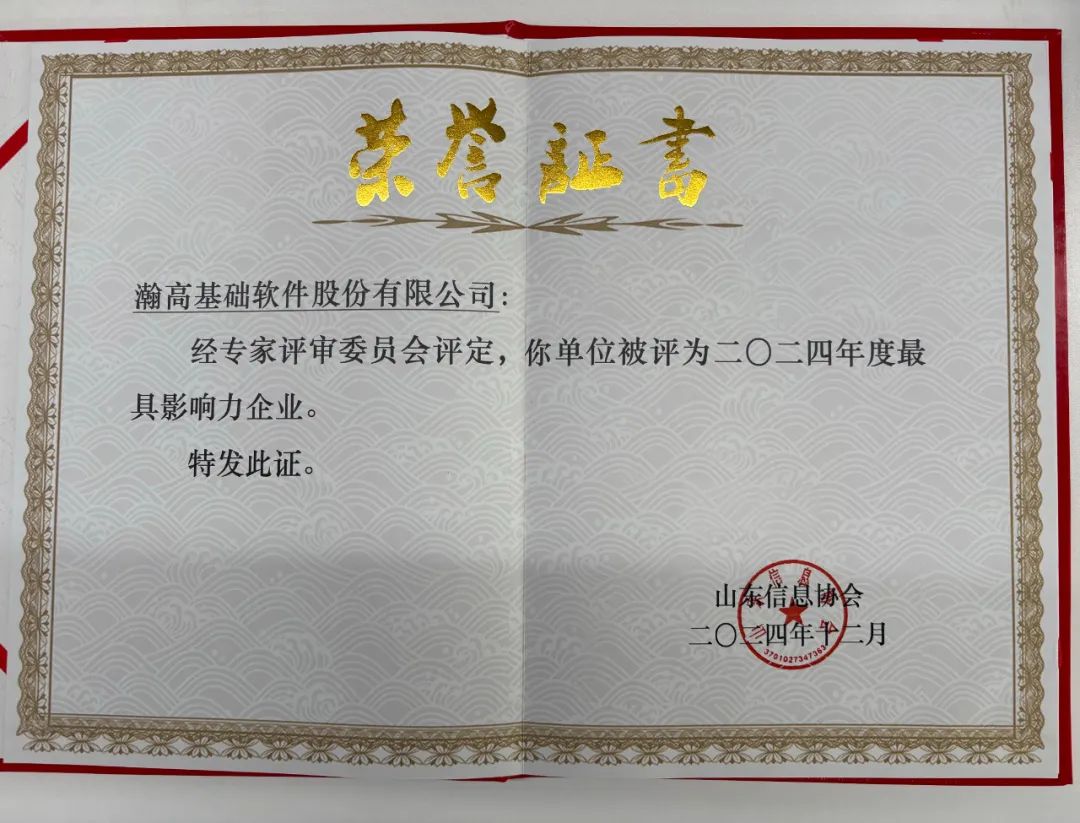 荣誉证书
瀚高基础软件股份有限公司：
经专家评审委员会评定，你单位被评为二〇二四年度最
具影响力企业。
特发此证。
山东信息协会
二〇二四年十二月